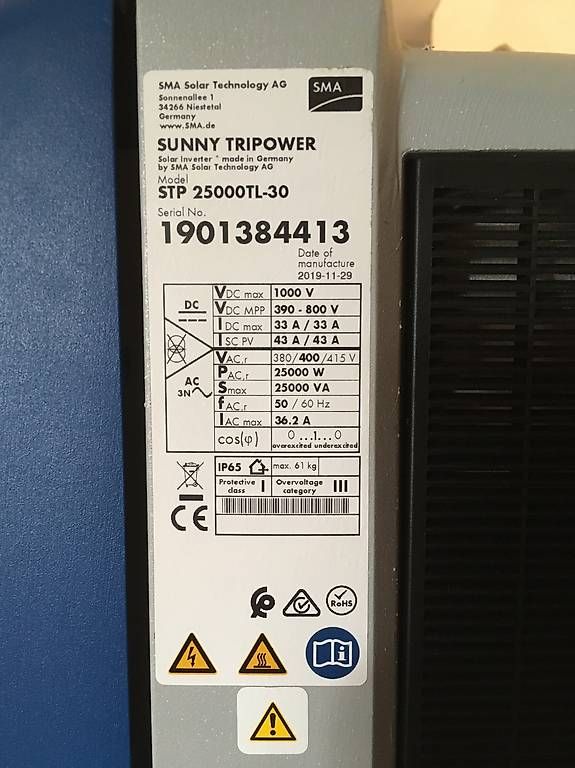 SMA Solar Technology AG
Sonnenallee 1
34266 Niestetal
Germany
www.SMA.de
SMA
SUNNY TRIPOWER
Solar Inverter * made in Germany
by SMA Solar Technology AG
Model
STP 25000TL-30
Serial No.
1901384413
Date of
manufacture
2019-11-29
DC
VDC max 1000 V
VDC MPP 390 - 800 V
IDC max 33 A / 33 A
ISC PV 43 A / 43 A
AC
3N
VAC,r 380/400/415 V
PAC,r 25000 W
Smax 25000 VA
fAC,r 50 / 60 Hz
IAC max 36.2 A
cos(φ) 0 ...1... 0
overexcited underexcited
IP65 max. 61 kg
Protective class I Overvoltage category III
CE
RoHS